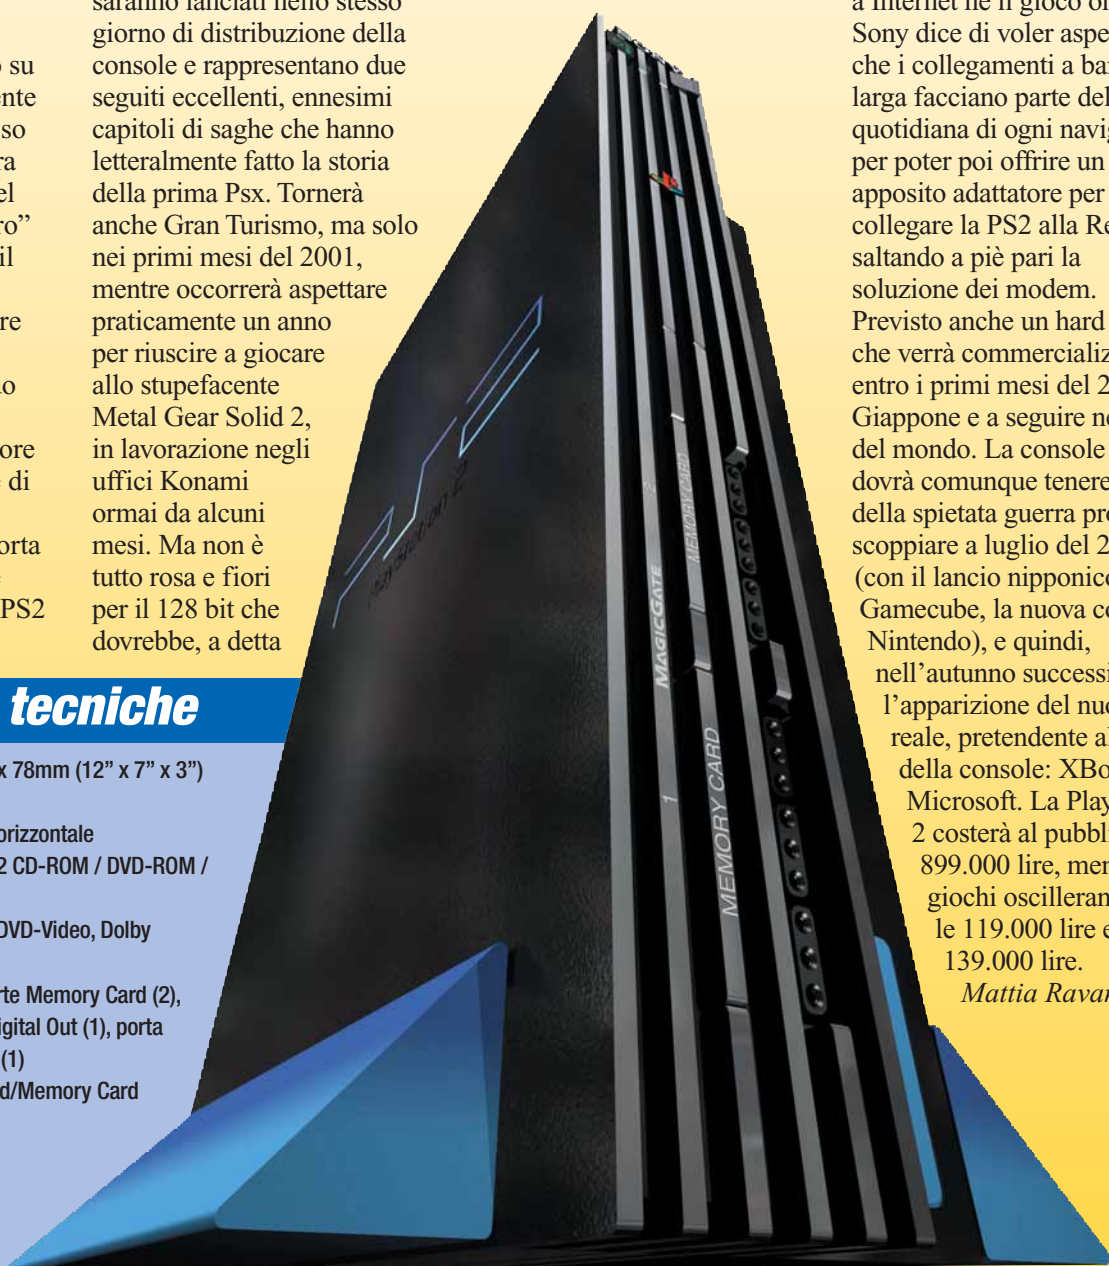 su
ente
so
ra
el
ro”
il
re
no
ore
di
orta
e
PS2
saranno lanciati nello stesso
giorno di distribuzione della
console e rappresentano due
seguiti eccellenti, ennesimi
capitoli di saghe che hanno
letteralmente fatto la storia
della prima Psx. Tornerà
anche Gran Turismo, ma solo
nei primi mesi del 2001,
mentre occorrerà aspettare
praticamente un anno
per riuscire a giocare
allo stupefacente
Metal Gear Solid 2,
in lavorazione negli
uffici Konami
ormai da alcuni
mesi. Ma non è
tutto rosa e fiori
per il 128 bit che
dovrebbe, a detta
tecniche
x 78mm (12” x 7” x 3”)
orizzontale
2 CD-ROM / DVD-ROM /
DVD-Video, Dolby
rte Memory Card (2),
igital Out (1), porta
(1)
d/Memory Card
PlayStation 2
2
MEMORY CARD
MAGICGATE
1
MEMORY CARD
a Internet né il gioco on
Sony dice di voler aspe
che i collegamenti a ban
larga facciano parte del
quotidiana di ogni navig
per poter poi offrire un
apposito adattatore per
collegare la PS2 alla Re
saltando a piè pari la
soluzione dei modem.
Previsto anche un hard
che verrà commercializ
entro i primi mesi del 2
Giappone e a seguire ne
del mondo. La console
dovrà comunque tenere
della spietata guerra pro
scoppiare a luglio del 2
(con il lancio nipponico
Gamecube, la nuova co
Nintendo), e quindi,
nell’autunno successi
l’apparizione del nuo
reale, pretendente al
della console: XBo
Microsoft. La Play
2 costerà al pubbli
899.000 lire, men
giochi oscilleran
le 119.000 lire e
139.000 lire.
Mattia Ravan